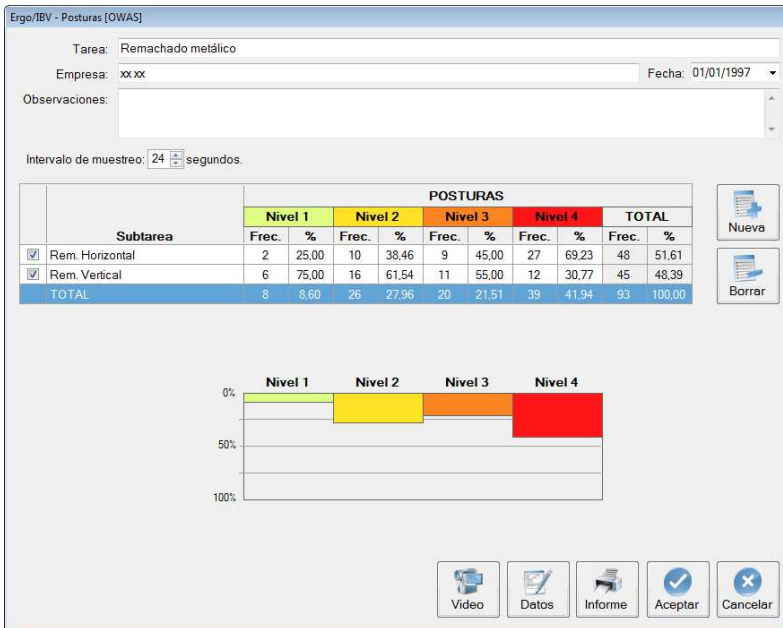 Ergo/IBV - Posturas [OWAS]
Tarea: Remachado metálico
Empresa: xx xx Fecha: 01/01/1997
Observaciones:
Intervalo de muestreo: 24 segundos.
POSTURAS
Nivel 1 Nivel 2 Nivel 3 Nivel 4 TOTAL
Subtarea Frec. % Frec. % Frec. % Frec. % Frec. %
Rem. Horizontal 2 25,00 10 38,46 9 45,00 27 69,23 48 51,61
Rem. Vertical 6 75,00 16 61,54 11 55,00 12 30,77 45 48,39
TOTAL 8 8,60 26 27,96 20 21,51 39 41,94 93 100,00
Nueva
Borrar
Nivel 1 Nivel 2 Nivel 3 Nivel 4
0%
50%
100%
Video Datos Informe Aceptar Cancelar